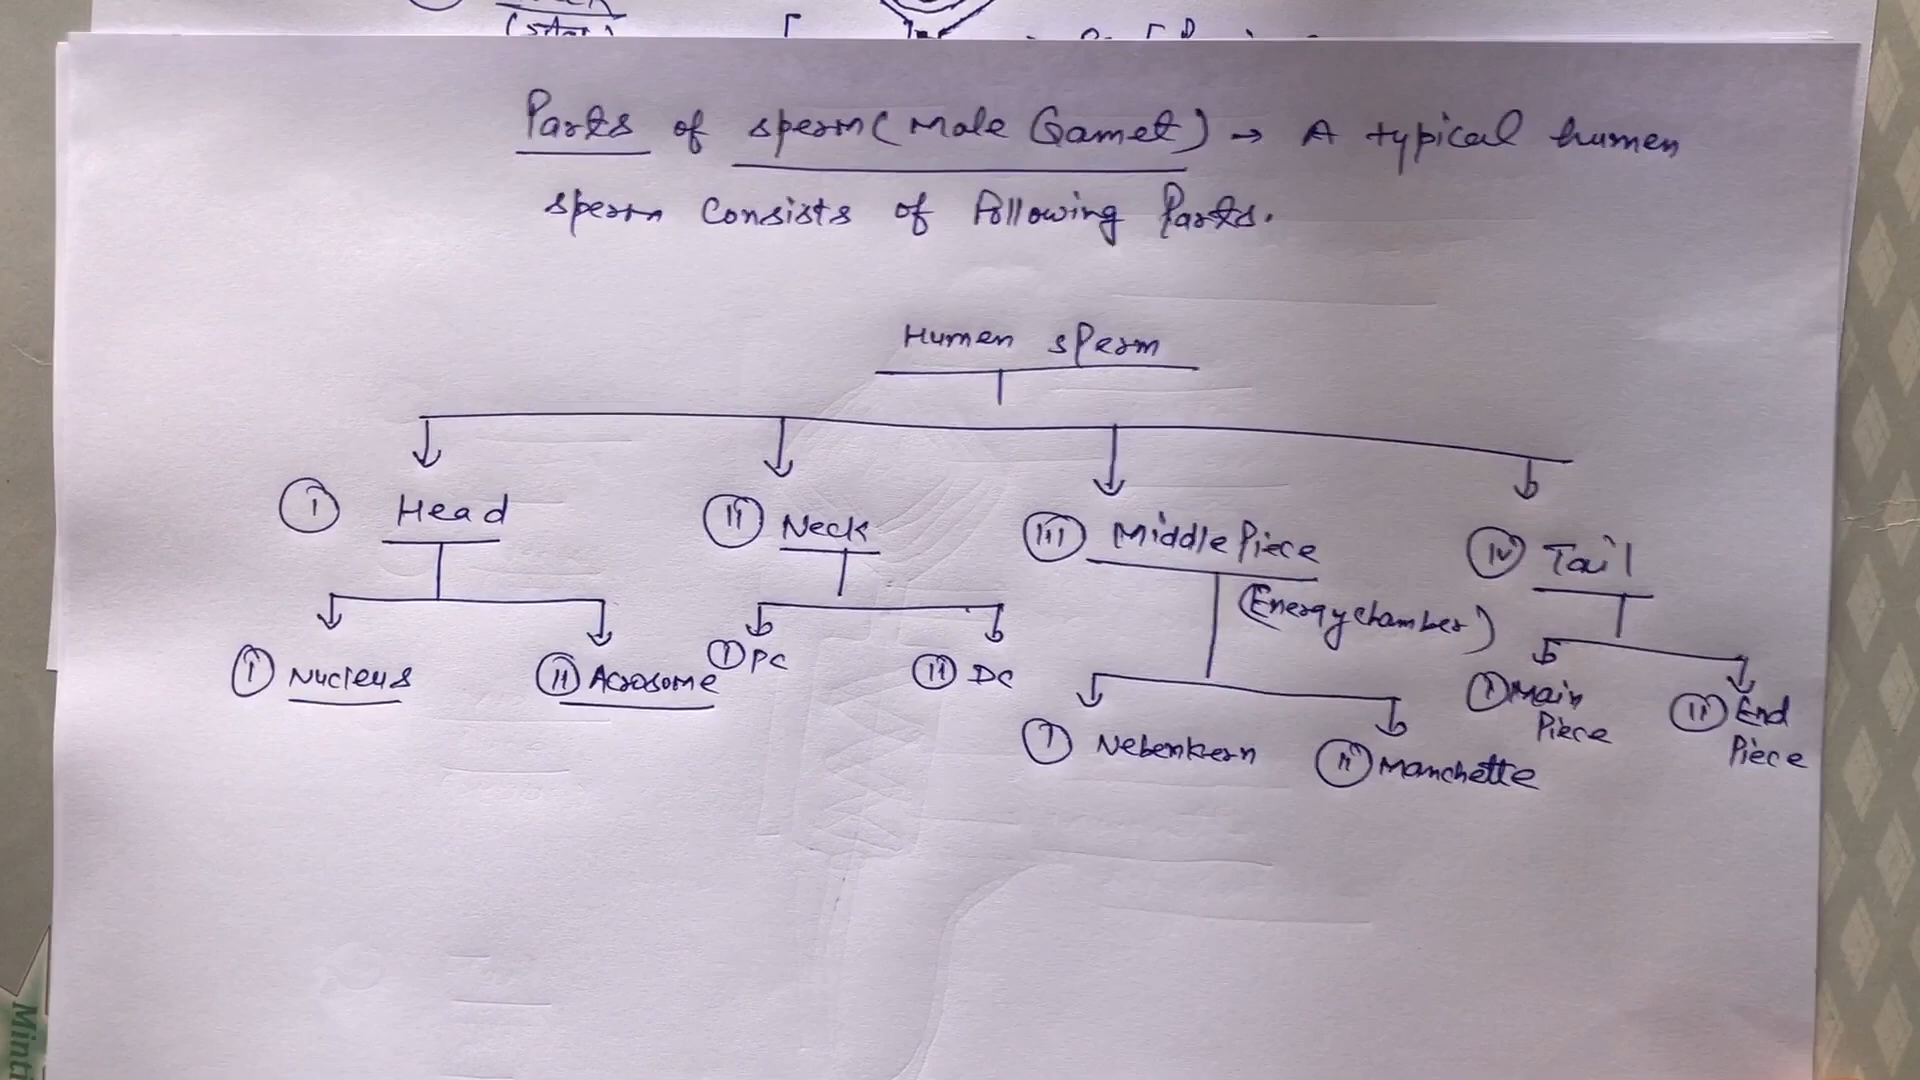 Parts of sperm (Male Gamet) → A typical humen
sperm consists of following Parts.
Humen sperm
(i) Head
(ii) Neck
(iii) Middle Piece
(Energy chamber)
(iv) Tail
(i) Nucleus
(ii) Acrosome
(i) PC
(ii) DC
(i) Nebenkern
(ii) Manchette
(i) Main
Piece
(ii) End
Piece
Minti